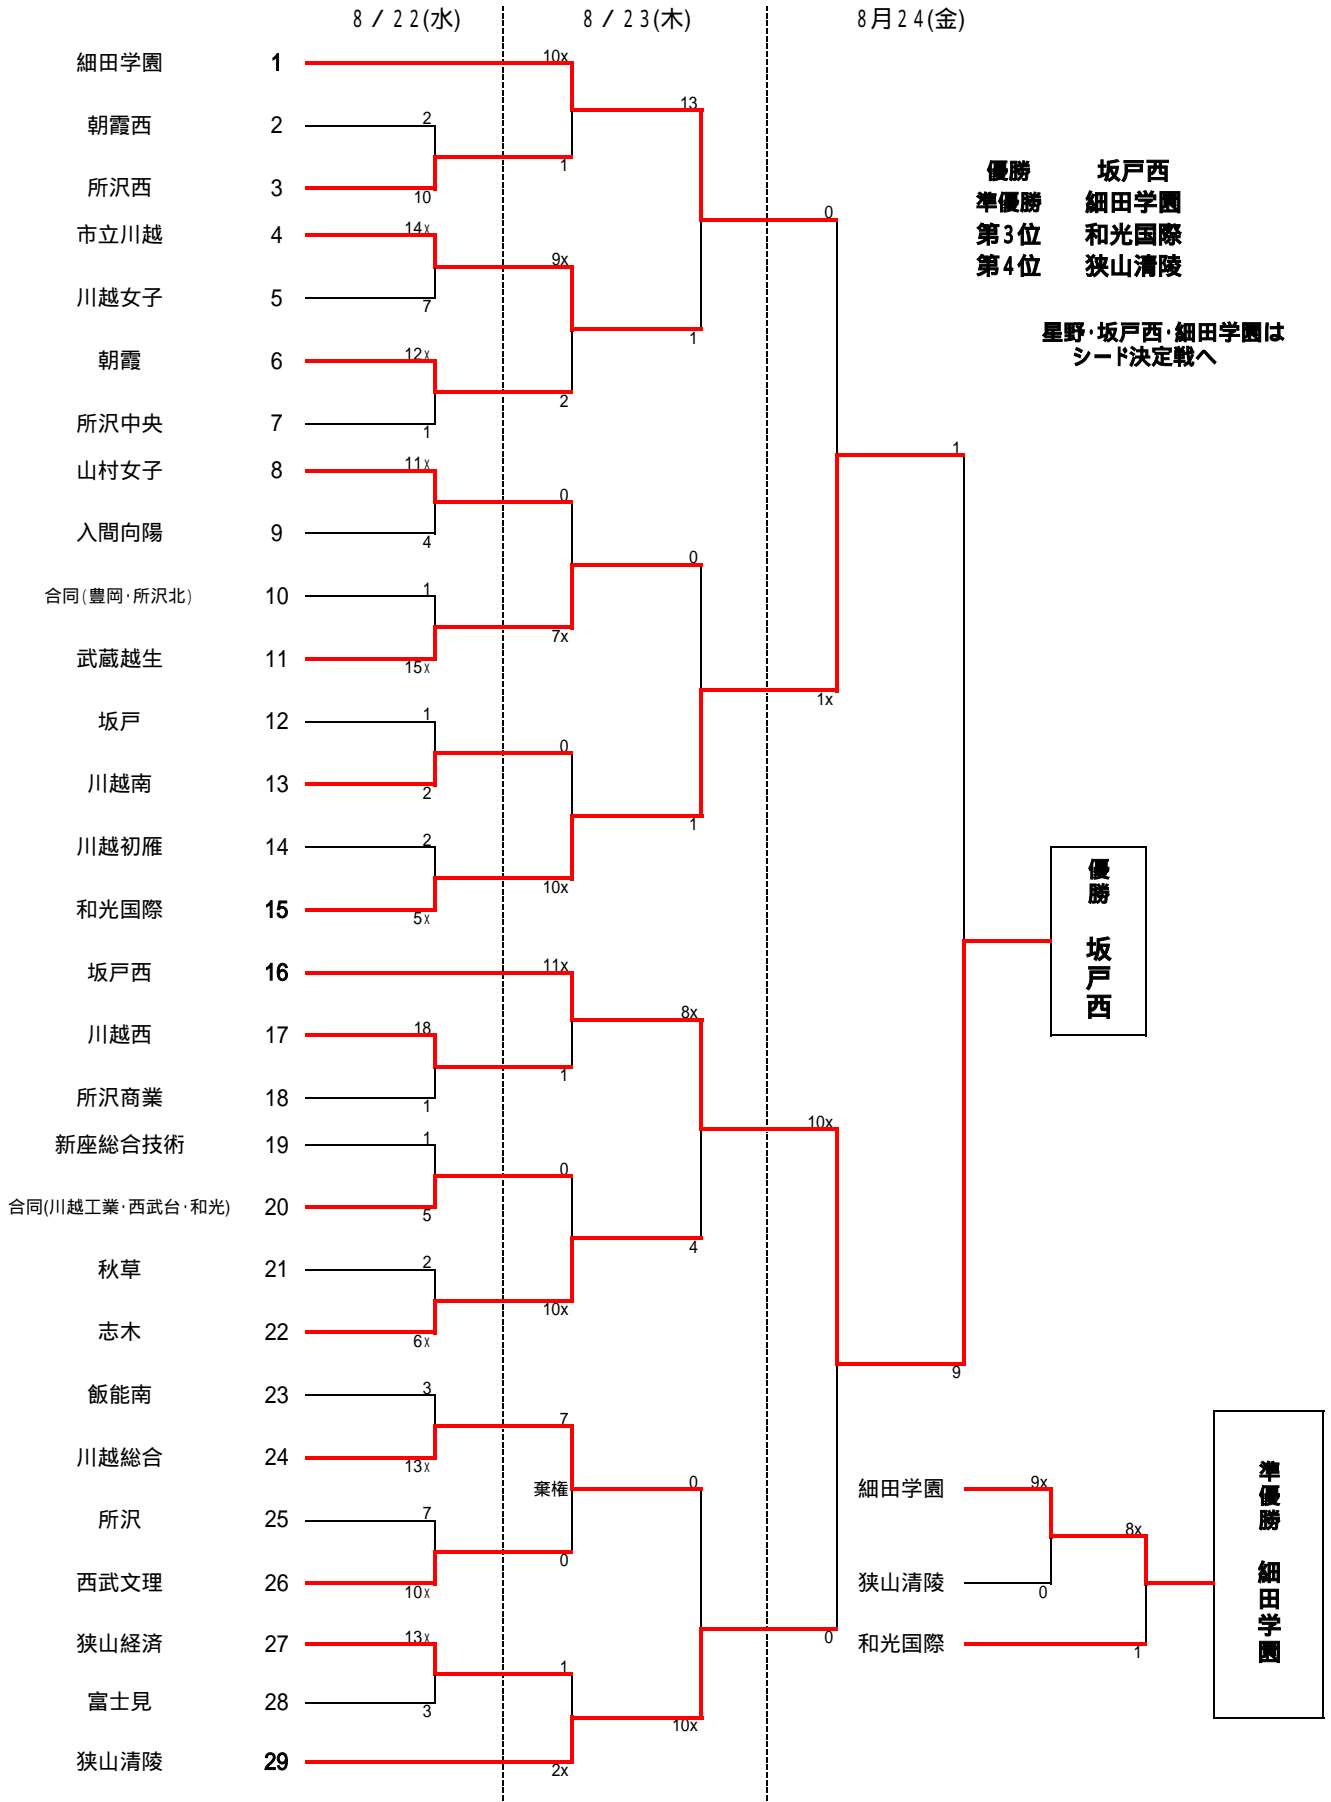 8/22(水) 8/23(木) 8月24(金)
10x
細田学園 1
13
2
朝霞西 2
1
優勝 坂戸西
所沢西 3
10
準優勝 細田学園
0
14x
市立川越 4
第3位 和光国際
9x
第4位 狭山清陵
川越女子 5
7
星野・坂戸西・細田学園は
1
12x
シード決定戦へ
朝霞 6
2
所沢中央 7
1
1
11x
山村女子 8
0
入間向陽 9
4
0
1
合同(豊岡・所沢北) 10
7x
武蔵越生 11
15x
1x
1
坂戸 12
0
川越南 13
2
1
2
川越初雁 14
優勝 坂戸西
10x
和光国際 15
5x
11x
坂戸西 16
8x
18
川越西 17
1
所沢商業 18
1
10x
1
新座総合技術 19
0
合同(川越工業・西武台・和光) 20
5
4
2
秋草 21
10x
志木 22
6x
9
3
飯能南 23
7
川越総合 24
13x
0
棄権
細田学園 9x
7
所沢 25
8x
0
西武文理 26
10x
狭山清陵 0
準優勝 細田学園
13x
狭山経済 27
0
和光国際 1
1
富士見 28
3
10x
狭山清陵 29
2x